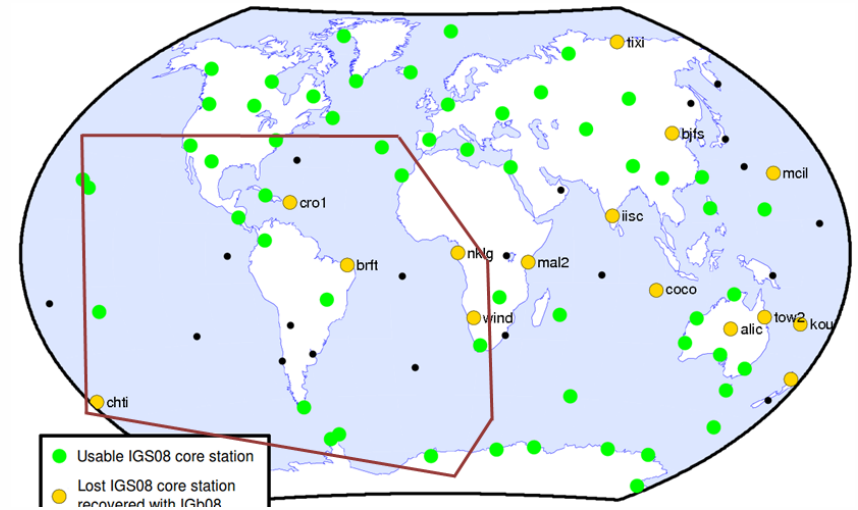 tixi
bjfs
mcil
cro1
iisc
nklg
mal2
brft
coco
wind
tow2
kou
alic
chti
Usable IGS08 core station
Lost IGS08 core station
recovered with IGb08